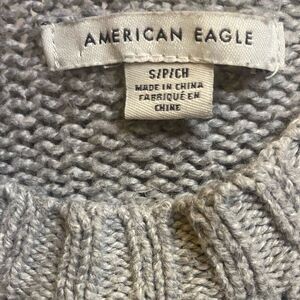 AMERICAN EAGLE
S/P/CH
MADE IN CHINA
FABRIQUÉ EN
CHINE